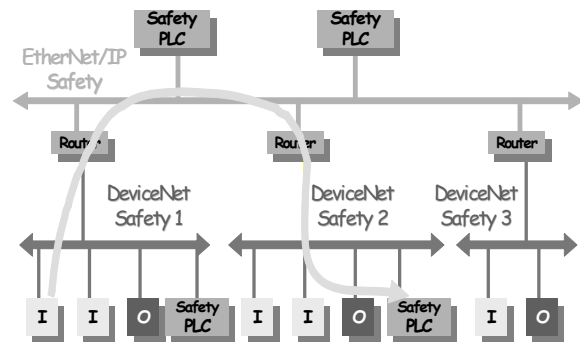 Safety
PLC
Safety
PLC
EtherNet/IP
Safety
Router
Router
Router
DeviceNet
Safety 1
DeviceNet
Safety 2
DeviceNet
Safety 3
I
I
O
Safety
PLC
I
I
O
Safety
PLC
I
O